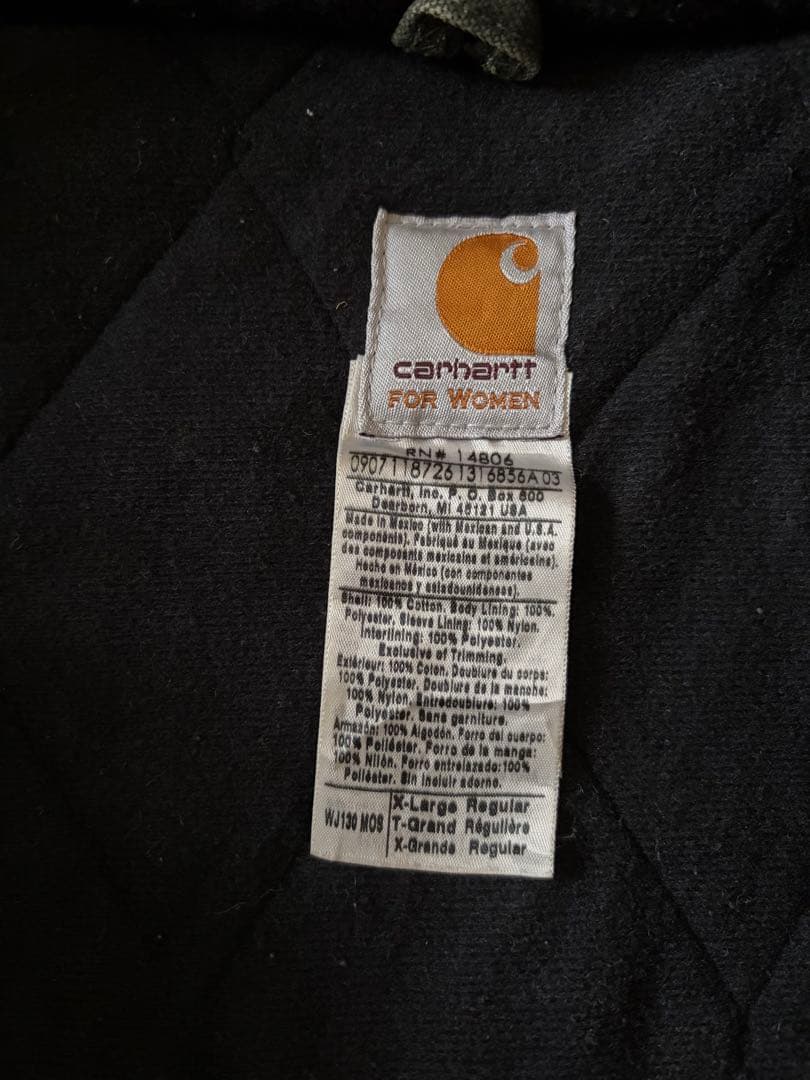 carhartt
FOR WOMEN
RN# 14806
0907118726131 6856A 03
Carhartt, Inc. P. O. Box 600
Dearborn, MI 48121 USA
Made in Mexico (with Mexican and U.S.A.
components). Fabriqué au Mexique (avec
des composants mexicains et américains).
Hecho en México (con componentes
mexicanos y estadounidenses).
Shell: 100% Cotton. Body Lining: 100%
Polyester. Sleeve Lining: 100% Nylon.
Interlining: 100% Polyester.
Exclusive of Trimming.
Extérieur: 100% Coton. Doublure du corps:
100% Polyester. Doublure de la manche:
100% Nylon. Entredoublure: 100%
Polyester. Sans garniture.
Armazón: 100% Algodón. Forro del cuerpo:
100% Poliéster. Forro de la manga:
100% Nilón. Forro entrelazado: 100%
Poliéster. Sin incluir adorno.
WJ130 MOS
X-Large Regular
T-Grand Régulière
X-Grande Regular